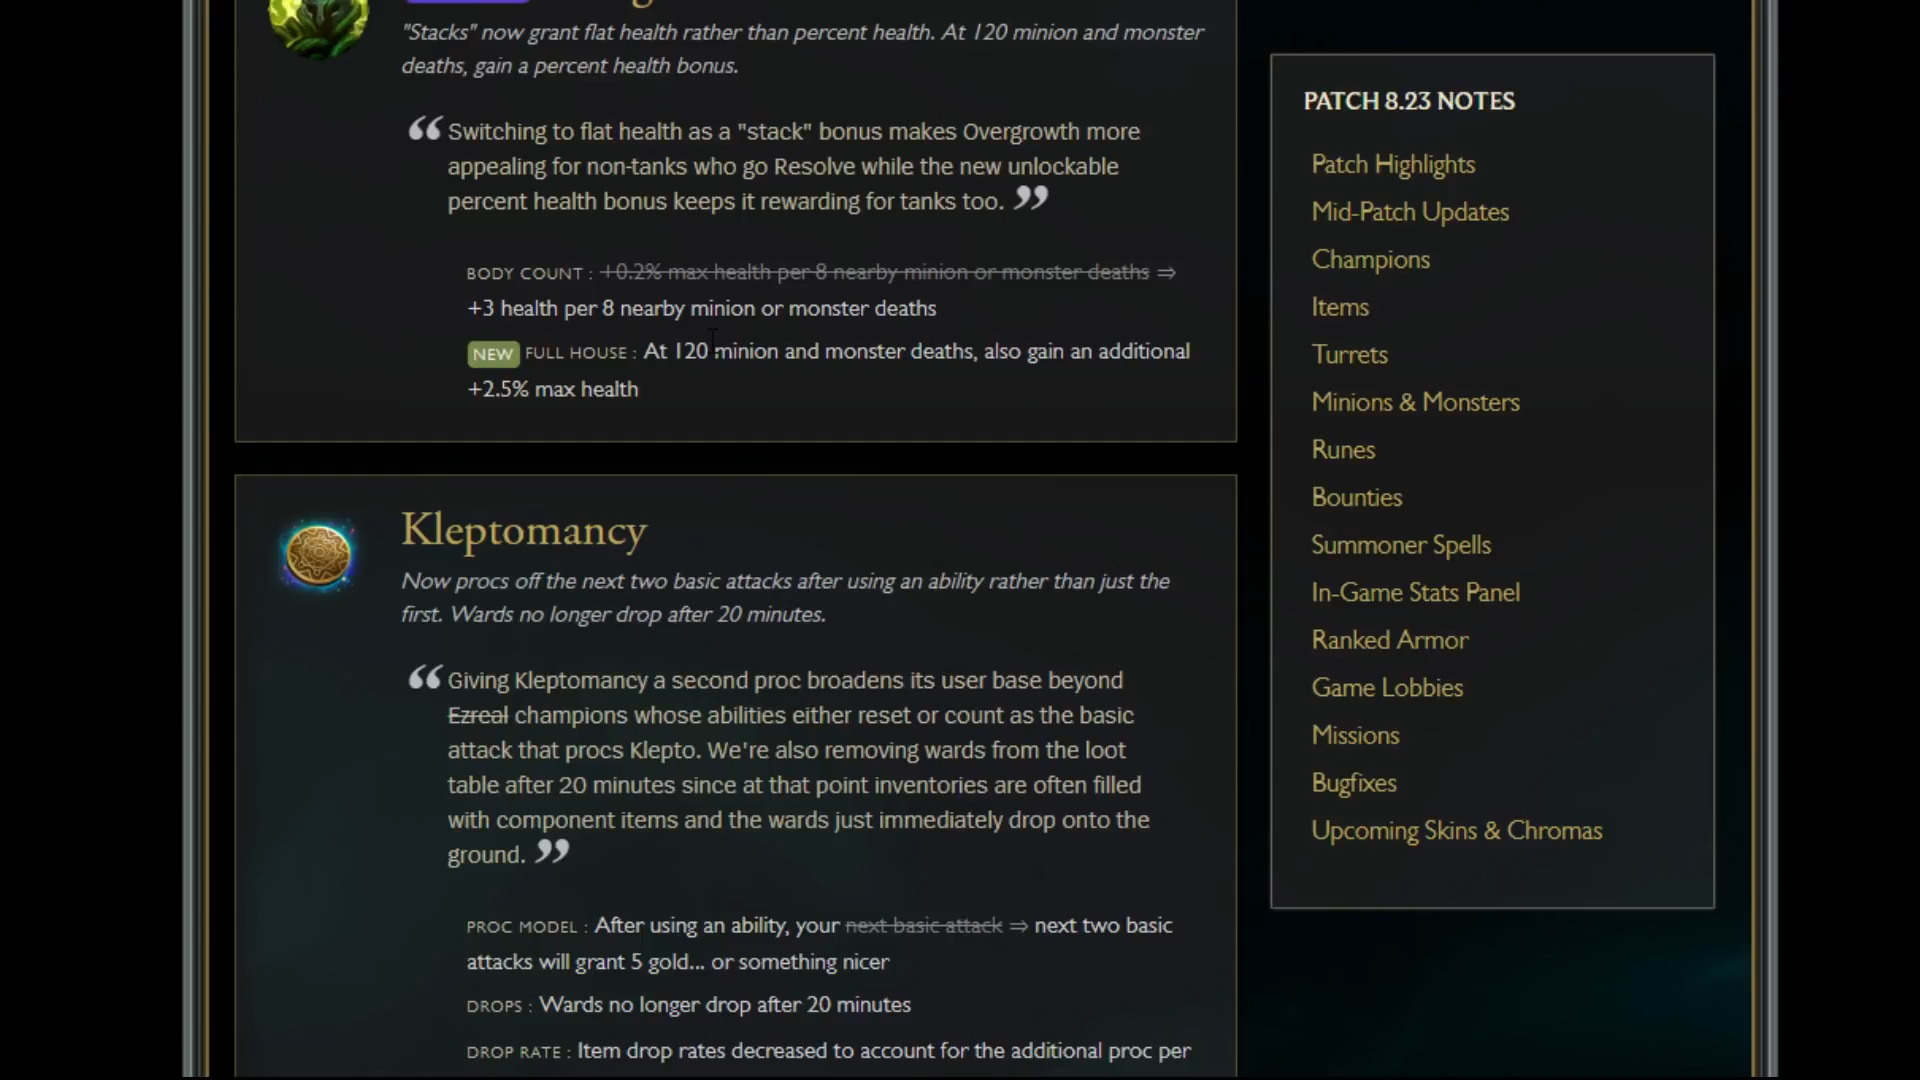 "Stacks" now grant flat health rather than percent health. At 120 minion and monster
deaths, gain a percent health bonus.
“ Switching to flat health as a "stack" bonus makes Overgrowth more
appealing for non-tanks who go Resolve while the new unlockable
percent health bonus keeps it rewarding for tanks too. ”
BODY COUNT : +0.2% max health per 8 nearby minion or monster deaths ⇒
+3 health per 8 nearby minion or monster deaths
NEW FULL HOUSE : At 120 minion and monster deaths, also gain an additional
+2.5% max health
Kleptomancy
Now procs off the next two basic attacks after using an ability rather than just the
first. Wards no longer drop after 20 minutes.
“ Giving Kleptomancy a second proc broadens its user base beyond
Ezreal champions whose abilities either reset or count as the basic
attack that procs Klepto. We're also removing wards from the loot
table after 20 minutes since at that point inventories are often filled
with component items and the wards just immediately drop onto the
ground. ”
PROC MODEL : After using an ability, your next basic attack ⇒ next two basic
attacks will grant 5 gold... or something nicer
DROPS : Wards no longer drop after 20 minutes
DROP RATE : Item drop rates decreased to account for the additional proc per
PATCH 8.23 NOTES
Patch Highlights
Mid-Patch Updates
Champions
Items
Turrets
Minions & Monsters
Runes
Bounties
Summoner Spells
In-Game Stats Panel
Ranked Armor
Game Lobbies
Missions
Bugfixes
Upcoming Skins & Chromas